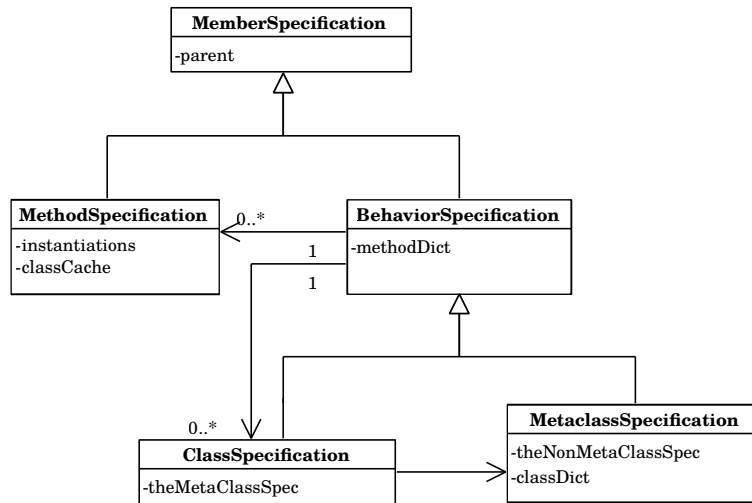 MemberSpecification
-parent
MethodSpecification
-instantiations
-classCache
0..*
BehaviorSpecification
-methodDict
1
1
0..*
ClassSpecification
-theMetaClassSpec
MetaclassSpecification
-theNonMetaClassSpec
-classDict